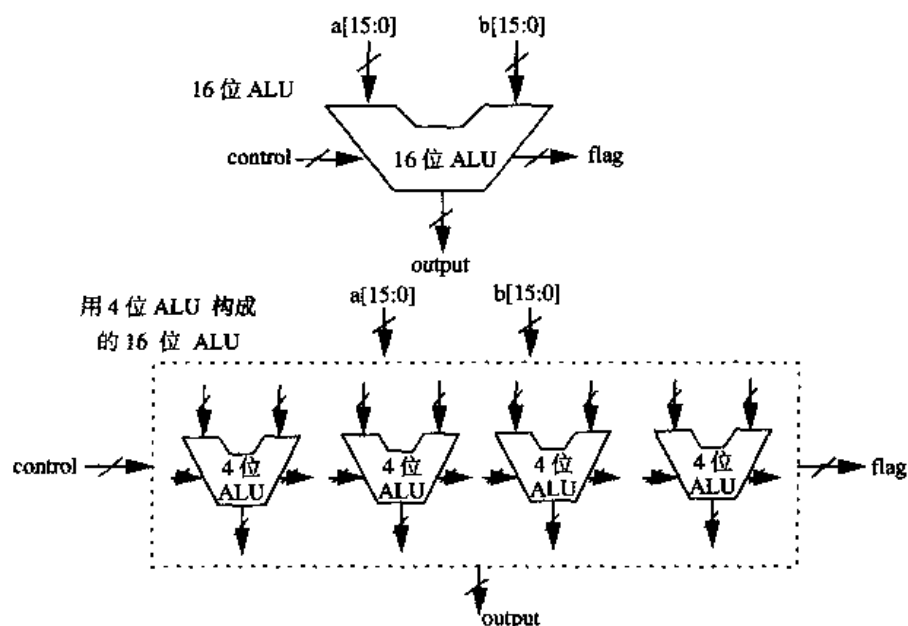 a[15:0] b[15:0]
16 位 ALU
control 16 位 ALU flag
output
用 4 位 ALU 构成
的 16 位 ALU
a[15:0] b[15:0]
control
4 位
ALU
4 位
ALU
4 位
ALU
4 位
ALU
flag
output